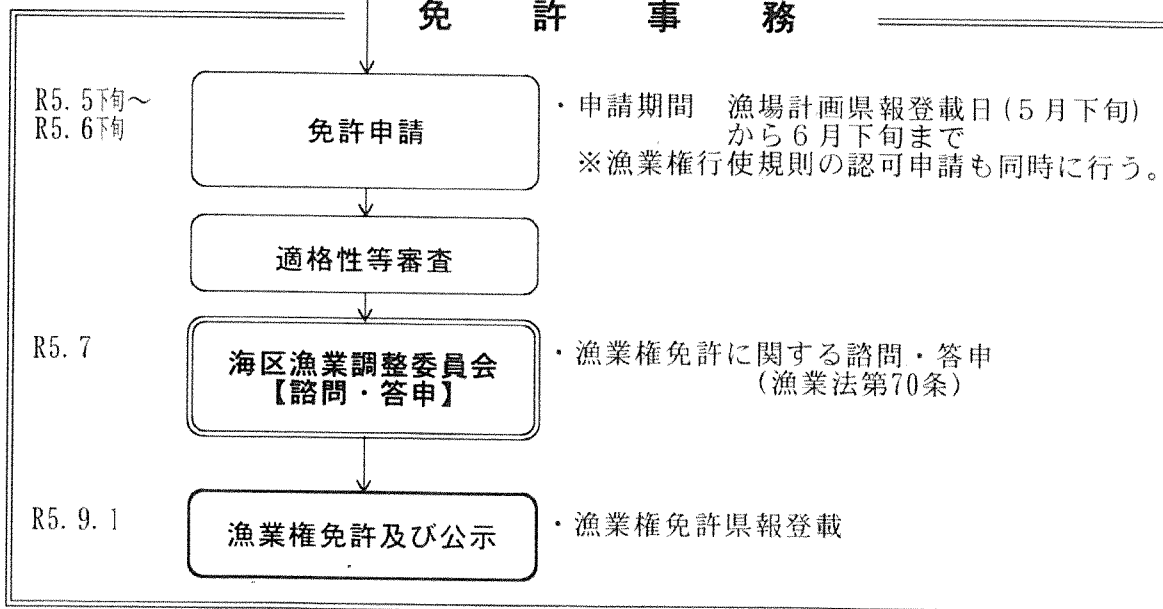 免許事務
R5.5下旬～
R5.6下旬
免許申請
・申請期間　漁場計画県報登載日(5月下旬)
から6月下旬まで
※漁業権行使規則の認可申請も同時に行う。
適格性等審査
R5.7
海区漁業調整委員会
【諮問・答申】
・漁業権免許に関する諮問・答申
(漁業法第70条)
R5.9.1
漁業権免許及び公示
・漁業権免許県報登載